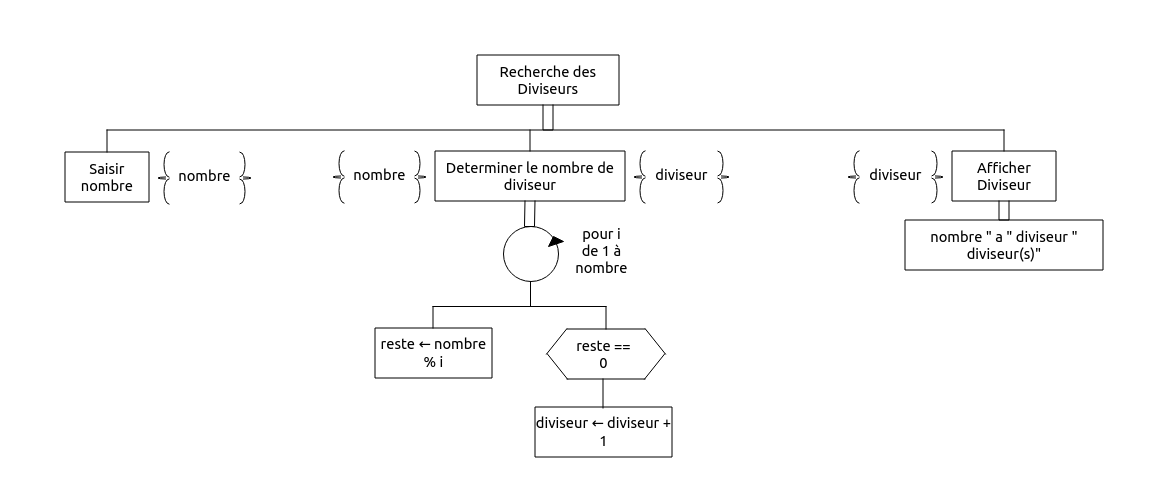 Recherche des
Diviseurs
Saisir
nombre
nombre
nombre
Determiner le nombre de
diviseur
diviseur
diviseur
Afficher
Diviseur
nombre " a " diviseur "
diviseur(s)"
pour i
de 1 à
nombre
reste ← nombre
% i
reste ==
0
diviseur ← diviseur +
1